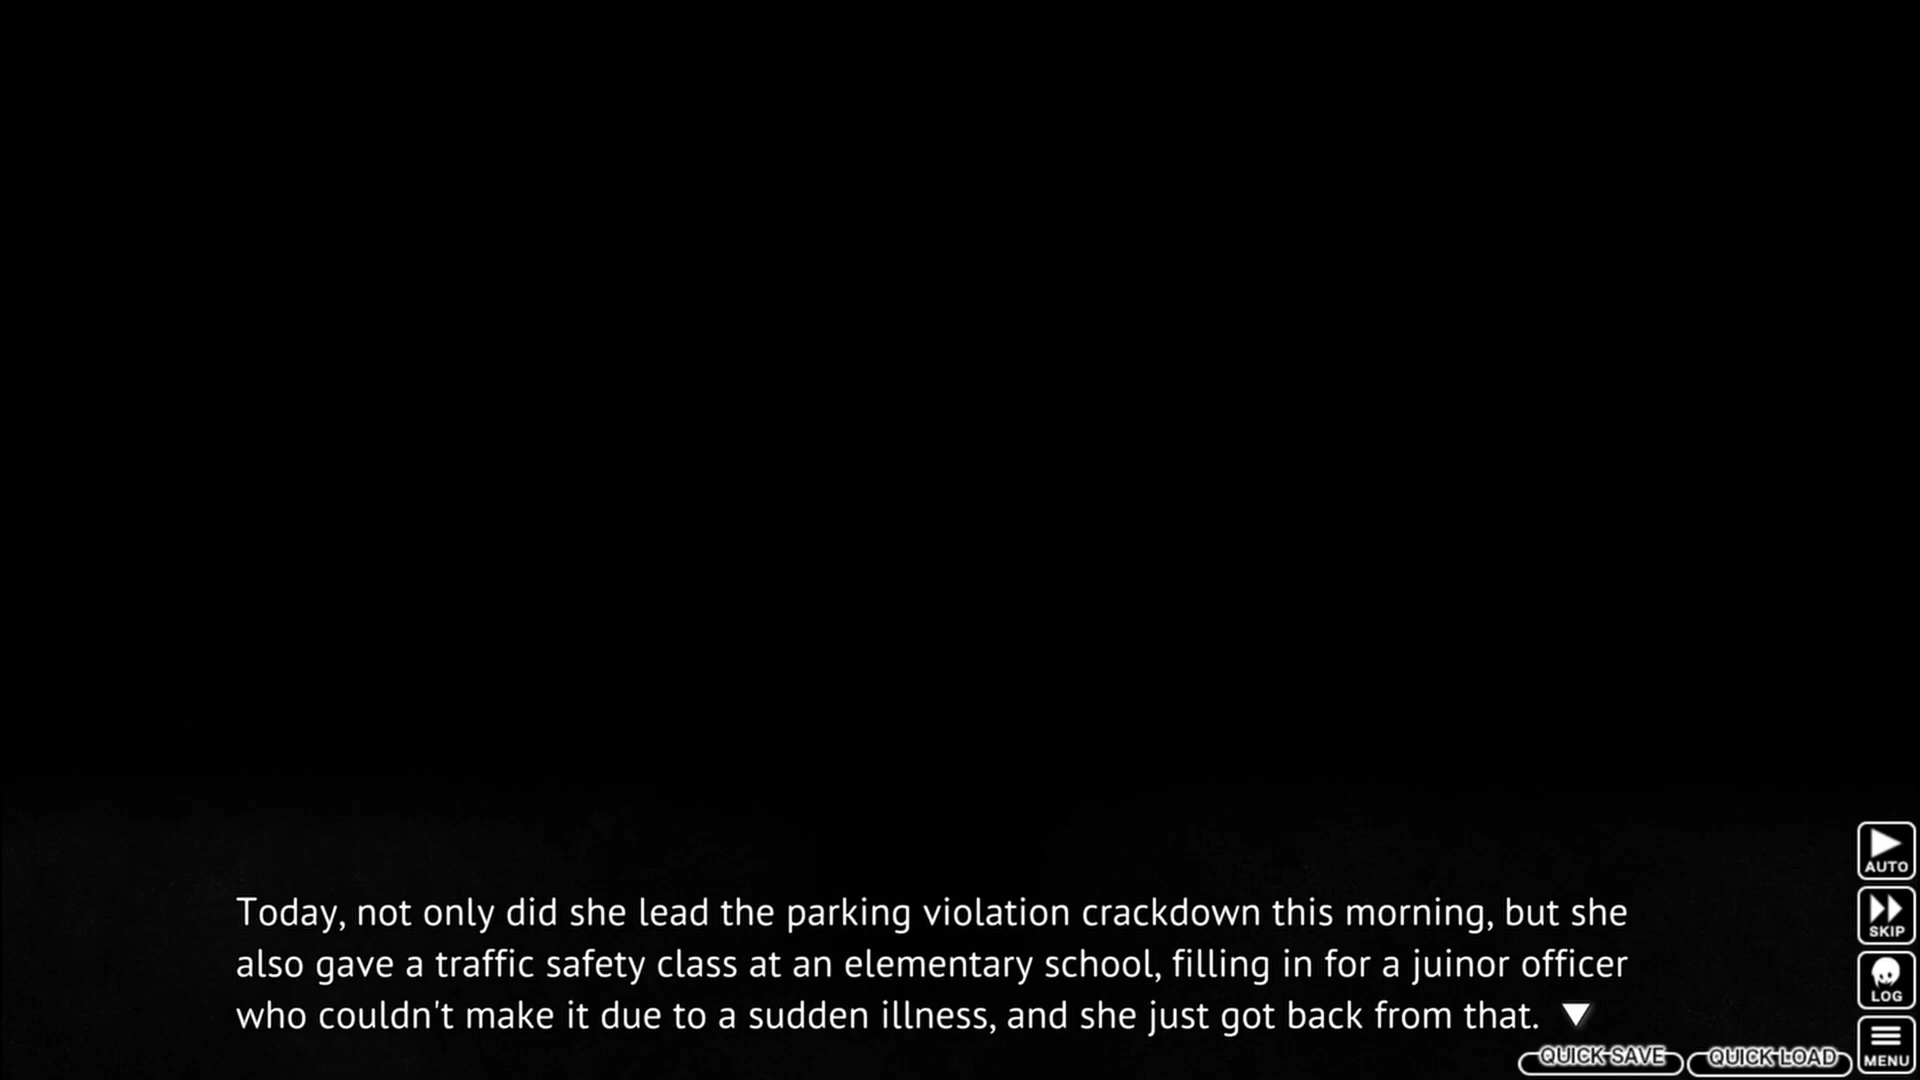 Today, not only did she lead the parking violation crackdown this morning, but she
also gave a traffic safety class at an elementary school, filling in for a juinor officer
who couldn't make it due to a sudden illness, and she just got back from that.
AUTO
SKIP
LOG
MENU
QUICK SAVE
QUICK LOAD